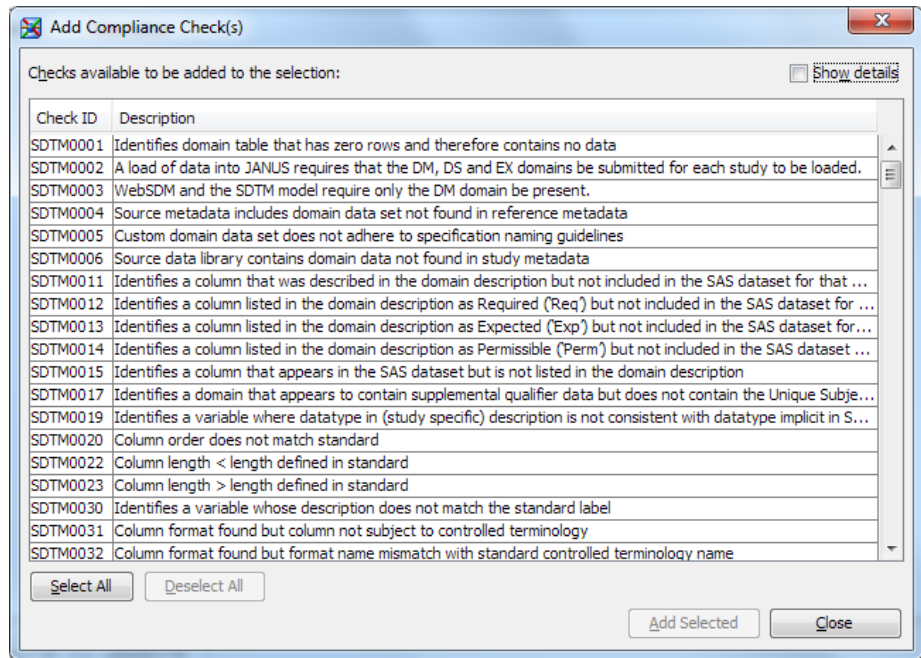 Add Compliance Check(s)
Checks available to be added to the selection:
Show details
Check ID Description
SDTM0001 Identifies domain table that has zero rows and therefore contains no data
SDTM0002 A load of data into JANUS requires that the DM, DS and EX domains be submitted for each study to be loaded.
SDTM0003 WebSDM and the SDTM model require only the DM domain be present.
SDTM0004 Source metadata includes domain data set not found in reference metadata
SDTM0005 Custom domain data set does not adhere to specification naming guidelines
SDTM0006 Source data library contains domain data not found in study metadata
SDTM0011 Identifies a column that was described in the domain description but not included in the SAS dataset for that ...
SDTM0012 Identifies a column listed in the domain description as Required ('Req') but not included in the SAS dataset for ...
SDTM0013 Identifies a column listed in the domain description as Expected ('Exp') but not included in the SAS dataset for...
SDTM0014 Identifies a column listed in the domain description as Permissible ('Perm') but not included in the SAS dataset ...
SDTM0015 Identifies a column that appears in the SAS dataset but is not listed in the domain description
SDTM0017 Identifies a domain that appears to contain supplemental qualifier data but does not contain the Unique Subje...
SDTM0019 Identifies a variable where datatype in (study specific) description is not consistent with datatype implicit in S...
SDTM0020 Column order does not match standard
SDTM0022 Column length < length defined in standard
SDTM0023 Column length > length defined in standard
SDTM0030 Identifies a variable whose description does not match the standard label
SDTM0031 Column format found but column not subject to controlled terminology
SDTM0032 Column format found but format name mismatch with standard controlled terminology name
Select All Deselect All
Add Selected Close